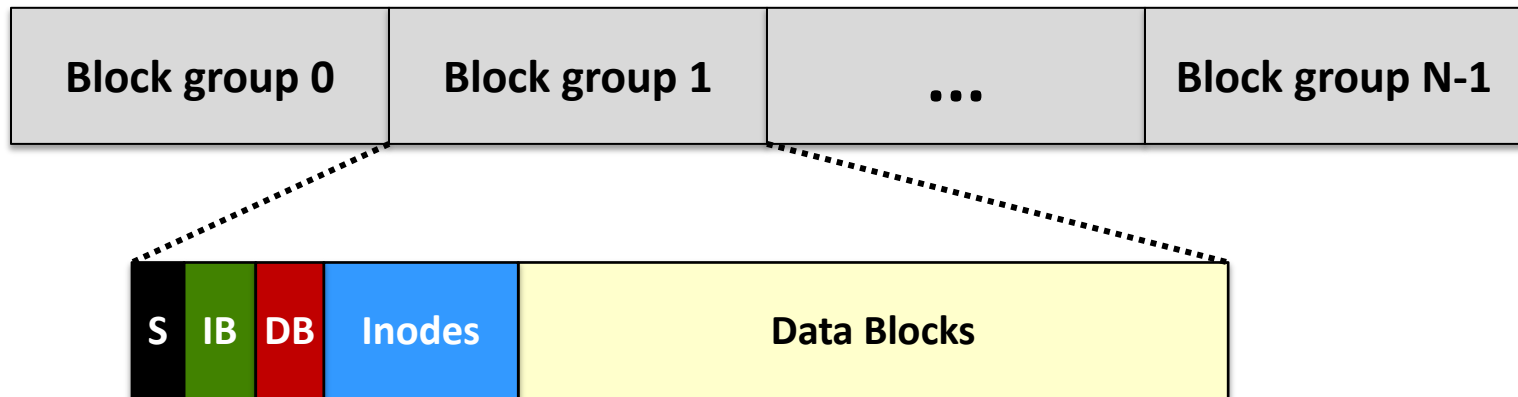 Block group 0 Block group 1 ... Block group N-1
S IB DB Inodes Data Blocks